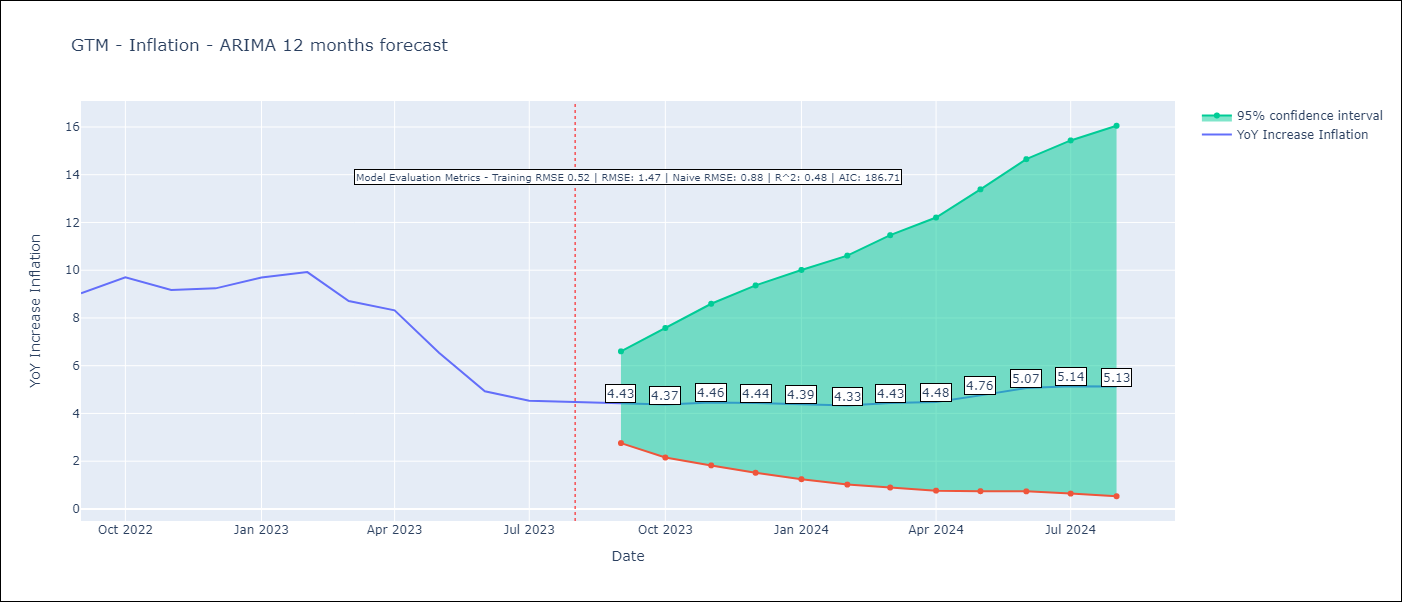 GTM - Inflation - ARIMA 12 months forecast
95% confidence interval
YoY Increase Inflation
Model Evaluation Metrics - Training RMSE 0.52 | RMSE: 1.47 | Naive RMSE: 0.88 | R^2: 0.48 | AIC: 186.71
YoY Increase Inflation
16
14
12
10
8
6
4
2
0
4.43 4.37 4.46 4.44 4.39 4.33 4.43 4.48 4.76 5.07 5.14 5.13
Oct 2022 Jan 2023 Apr 2023 Jul 2023 Oct 2023 Jan 2024 Apr 2024 Jul 2024
Date